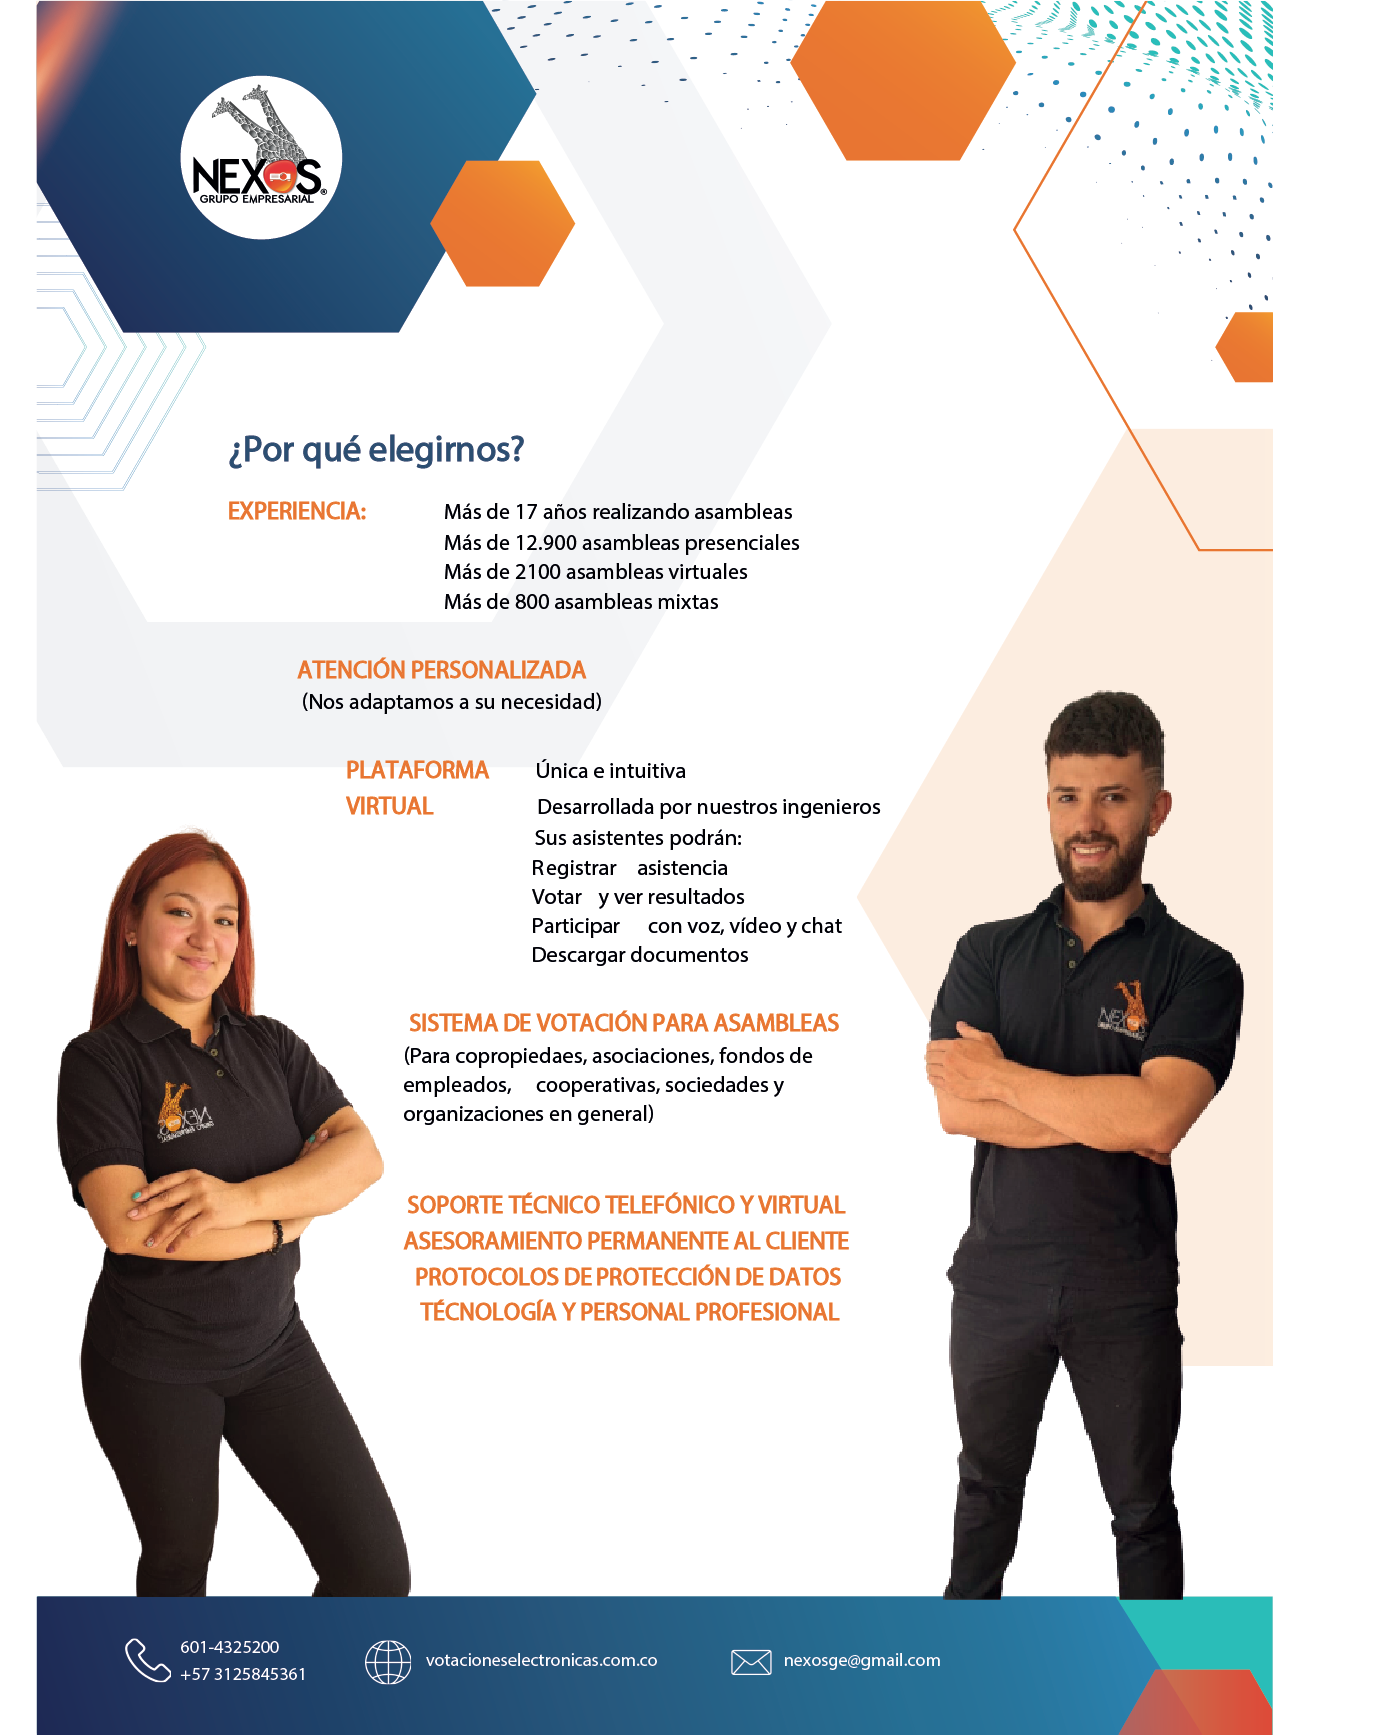 NEXOS®
GRUPO EMPRESARIAL
¿Por qué elegirnos?
EXPERIENCIA:
Más de 17 años realizando asambleas
Más de 12.900 asambleas presenciales
Más de 2100 asambleas virtuales
Más de 800 asambleas mixtas
ATENCIÓN PERSONALIZADA
(Nos adaptamos a su necesidad)
PLATAFORMA
VIRTUAL
Única e intuitiva
Desarrollada por nuestros ingenieros
Sus asistentes podrán:
Registrar asistencia
Votar y ver resultados
Participar con voz, vídeo y chat
Descargar documentos
SISTEMA DE VOTACIÓN PARA ASAMBLEAS
(Para copropiedaes, asociaciones, fondos de
empleados, cooperativas, sociedades y
organizaciones en general)
SOPORTE TÉCNICO TELEFÓNICO Y VIRTUAL
ASESORAMIENTO PERMANENTE AL CLIENTE
PROTOCOLOS DE PROTECCIÓN DE DATOS
TÉCNOLOGÍA Y PERSONAL PROFESIONAL
NEXOS
601-4325200
+57 3125845361
votacioneselectronicas.com.co
nexosge@gmail.com